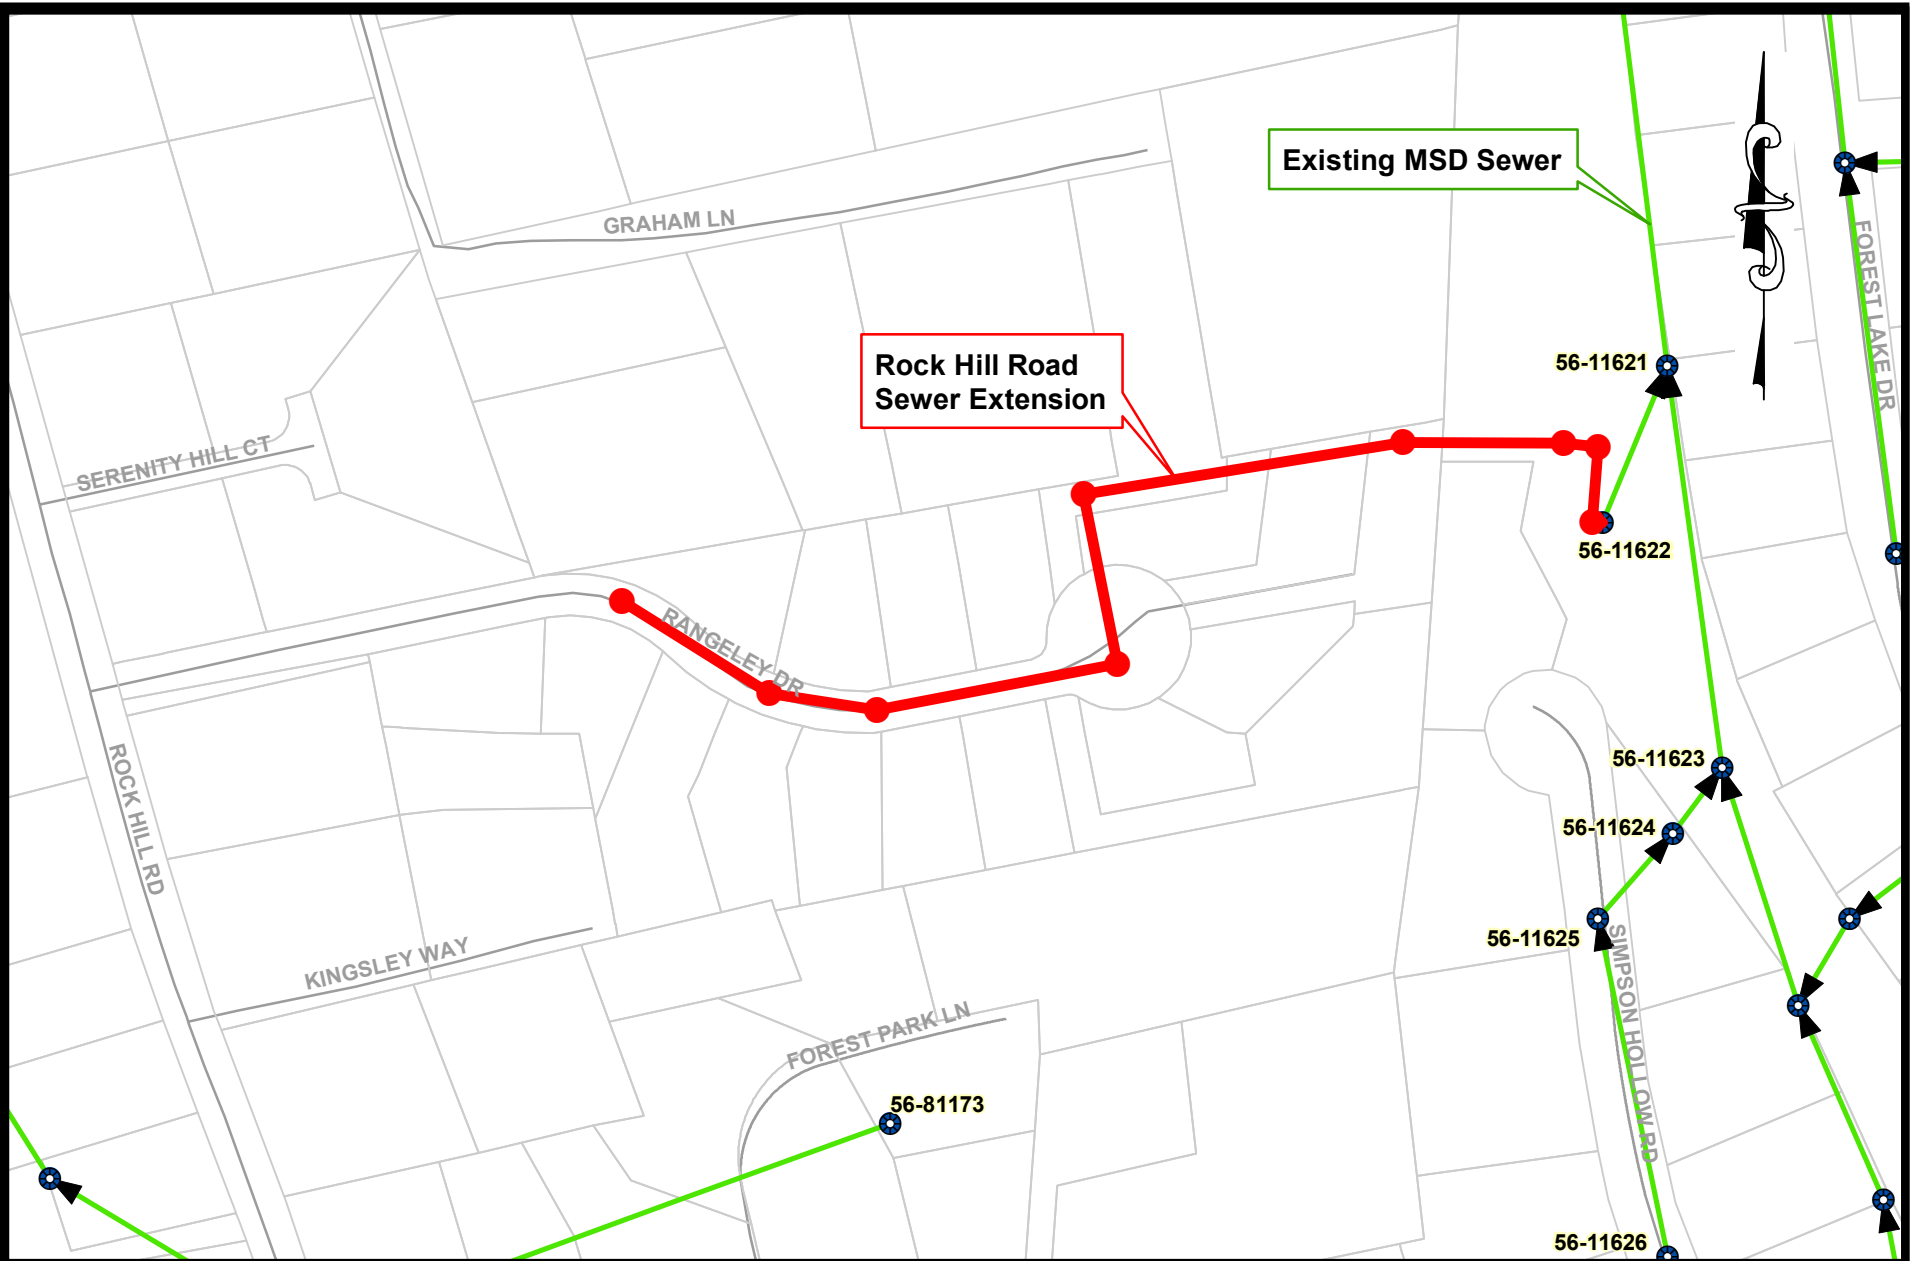 Existing MSD Sewer
GRAHAM LN
FOREST LAKE DR
Rock Hill Road
Sewer Extension
56-11621
SERENITY HILL CT
56-11622
RANGELEY DR
ROCK HILL RD
56-11623
56-11624
56-11625
KINGSLEY WAY
SIMPSON HOLLOW RD
FOREST PARK LN
56-81173
56-11626